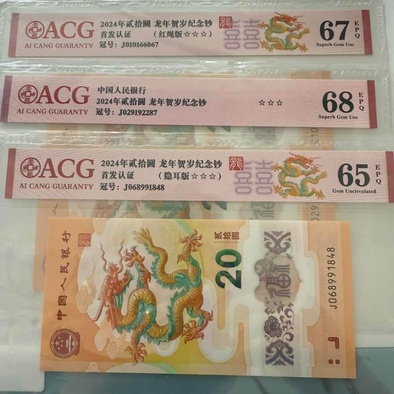 ACG
AI CANG GUARANTY
2024年贰拾圆 龙年贺岁纪念钞
首发认证 (红绳版☆☆☆)
冠号:J010166067
67 EPQ
Superb Gem Unc
ACG
AI CANG GUARANTY
中国人民银行
2024年贰拾圆 龙年贺岁纪念钞
☆☆☆
冠号:J029192287
68 EPQ
Superb Gem Unc
ACG
AI CANG GUARANTY
2024年贰拾圆 龙年贺岁纪念钞
首发认证 (隐耳版☆☆☆)
冠号:J068991848
65 EPQ
Gem Uncirculated
中国人民银行
20
贰拾圆
福
J068991848